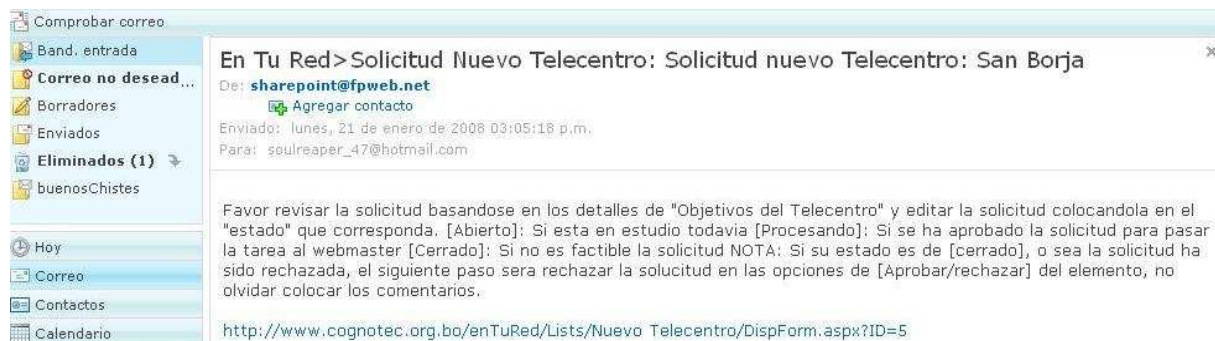 Comprobar correo
Band. entrada
Correo no desead...
Borradores
Enviados
Eliminados (1)
buenosChistes
Hoy
Correo
Contactos
Calendario
En Tu Red>Solicitud Nuevo Telecentro: Solicitud nuevo Telecentro: San Borja
De: sharepoint@fpweb.net
Agregar contacto
Enviado: lunes, 21 de enero de 2008 03:05:18 p.m.
Para: soulreaper_47@hotmail.com
Favor revisar la solicitud basandose en los detalles de "Objetivos del Telecentro" y editar la solicitud colocandola en el
"estado" que corresponda. [Abierto]: Si esta en estudio todavia [Procesando]: Si se ha aprobado la solicitud para pasar
la tarea al webmaster [Cerrado]: Si no es factible la solicitud NOTA: Si su estado es de [cerrado], o sea la solicitud ha
sido rechazada, el siguiente paso sera rechazar la solucitud en las opciones de [Aprobar/rechazar] del elemento, no
olvidar colocar los comentarios.
http://www.cognotec.org.bo/enTuRed/Lists/Nuevo Telecentro/DispForm.aspx?ID=5